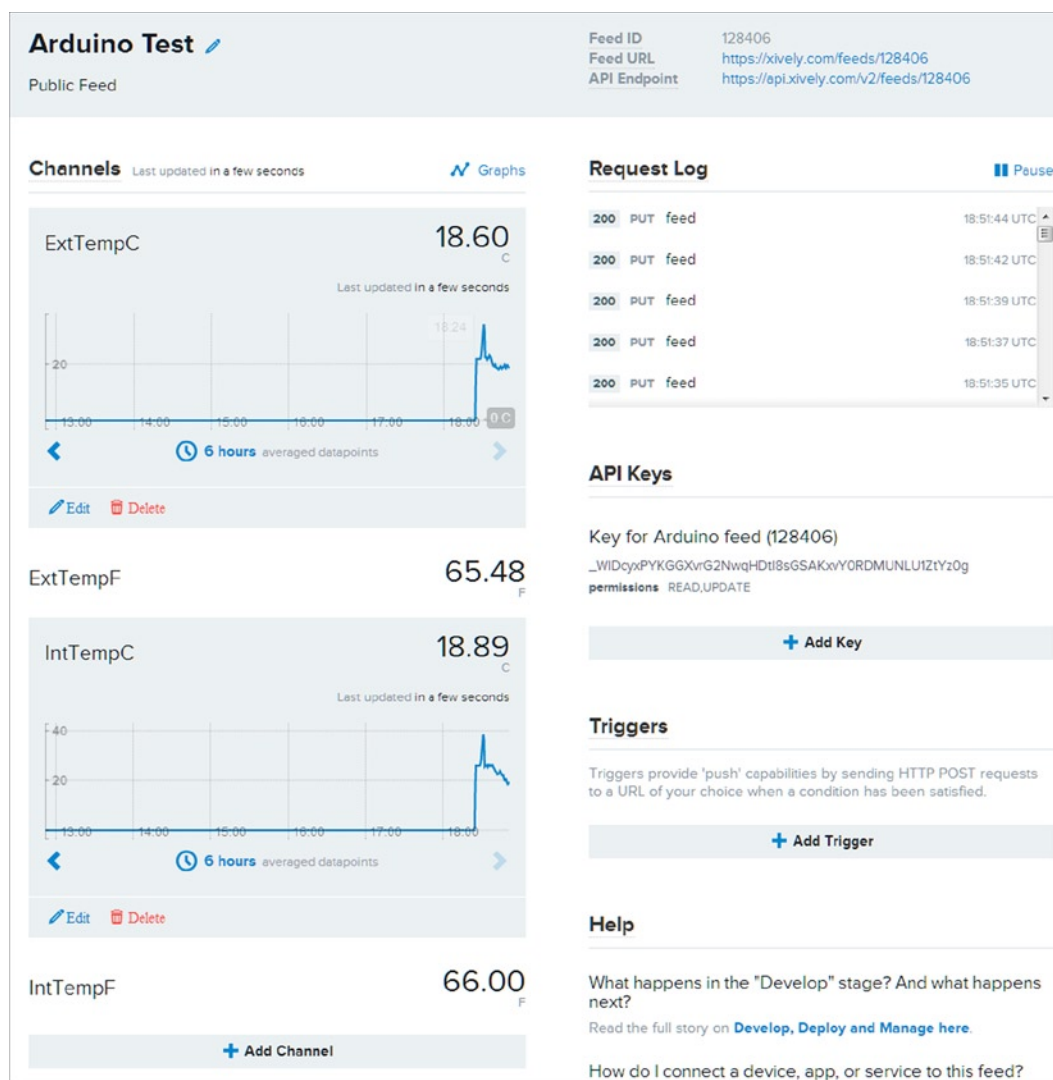 Arduino Test
Public Feed
Feed ID 128406
Feed URL https://xively.com/feeds/128406
API Endpoint https://api.xively.com/v2/feeds/128406
Channels Last updated in a few seconds Graphs
ExtTempC 18.60
C
Last updated in a few seconds
18:24
20
0 C
13:00 14:00 15:00 16:00 17:00 18:00
6 hours averaged datapoints
Edit Delete
ExtTempF 65.48
F
IntTempC 18.89
C
Last updated in a few seconds
40
20
13:00 14:00 15:00 16:00 17:00 18:00
6 hours averaged datapoints
Edit Delete
IntTempF 66.00
F
+ Add Channel
Request Log Pause
200 PUT feed 18:51:44 UTC
200 PUT feed 18:51:42 UTC
200 PUT feed 18:51:39 UTC
200 PUT feed 18:51:37 UTC
200 PUT feed 18:51:35 UTC
API Keys
Key for Arduino feed (128406)
_WIDcyxPYKGGXvrG2NwqHDtI8sGSAKxvY0RDMUNLU1ZtYz0g
permissions READ,UPDATE
+ Add Key
Triggers
Triggers provide 'push' capabilities by sending HTTP POST requests
to a URL of your choice when a condition has been satisfied.
+ Add Trigger
Help
What happens in the "Develop" stage? And what happens
next?
Read the full story on Develop, Deploy and Manage here.
How do I connect a device, app, or service to this feed?